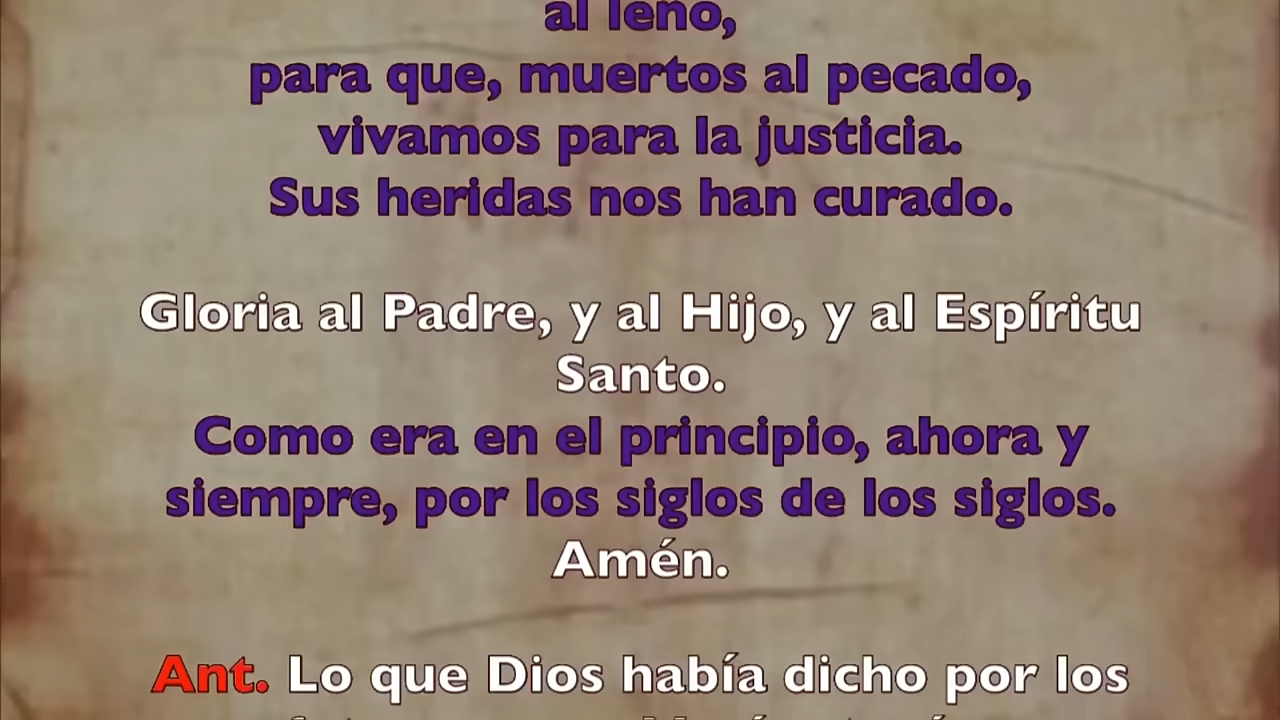 al leño,
para que, muertos al pecado,
vivamos para la justicia.
Sus heridas nos han curado.
Gloria al Padre, y al Hijo, y al Espíritu
Santo.
Como era en el principio, ahora y
siempre, por los siglos de los siglos.
Amén.
Ant. Lo que Dios había dicho por los